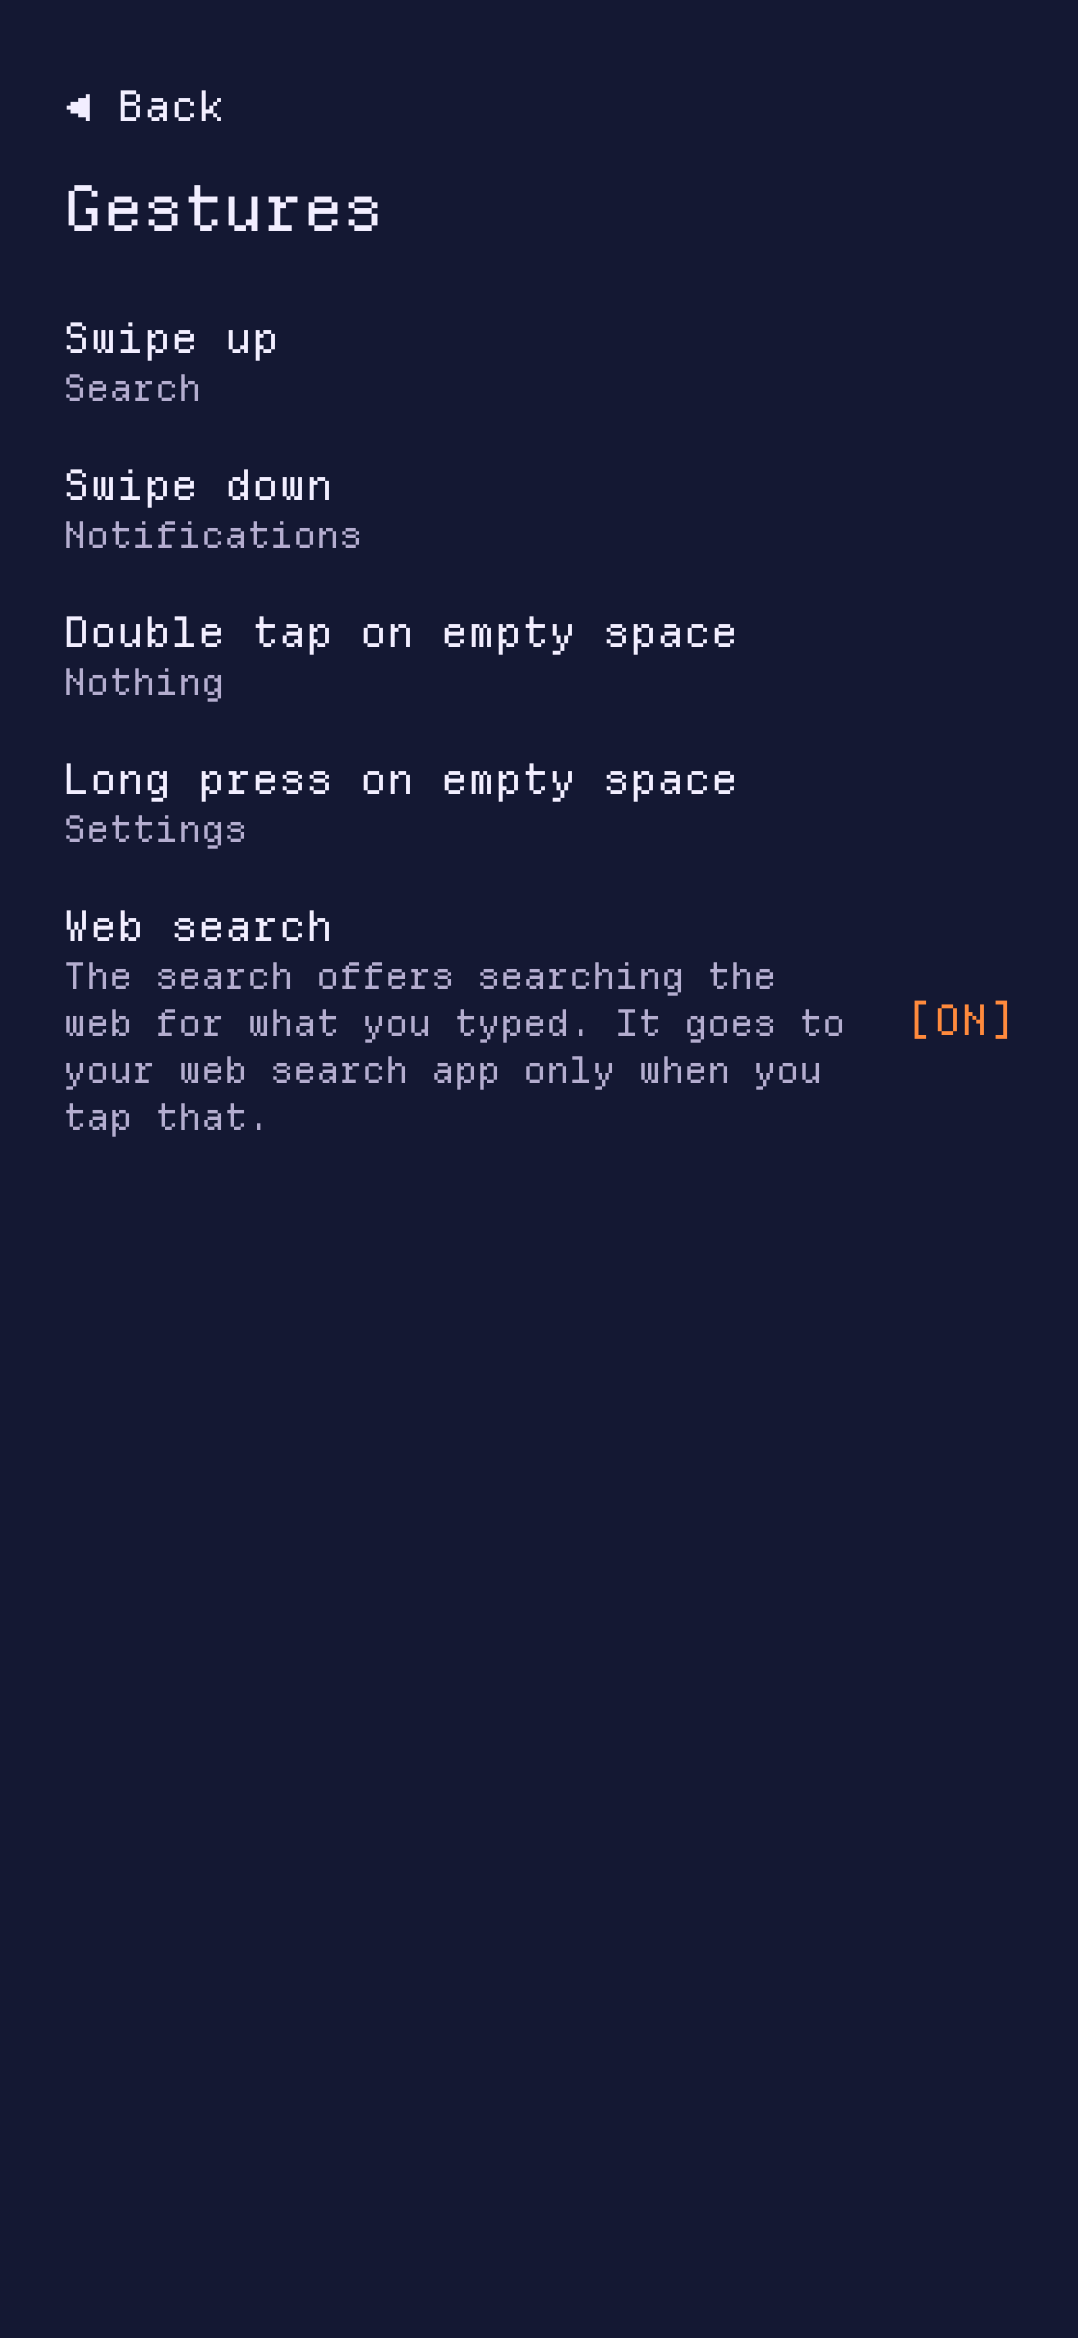 Back
Gestures
Swipe up
Search
Swipe down
Notifications
Double tap on empty space
Nothing
Long press on empty space
Settings
Web search
The search offers searching the
web for what you typed. It goes to
your web search app only when you
tap that.
[ON]